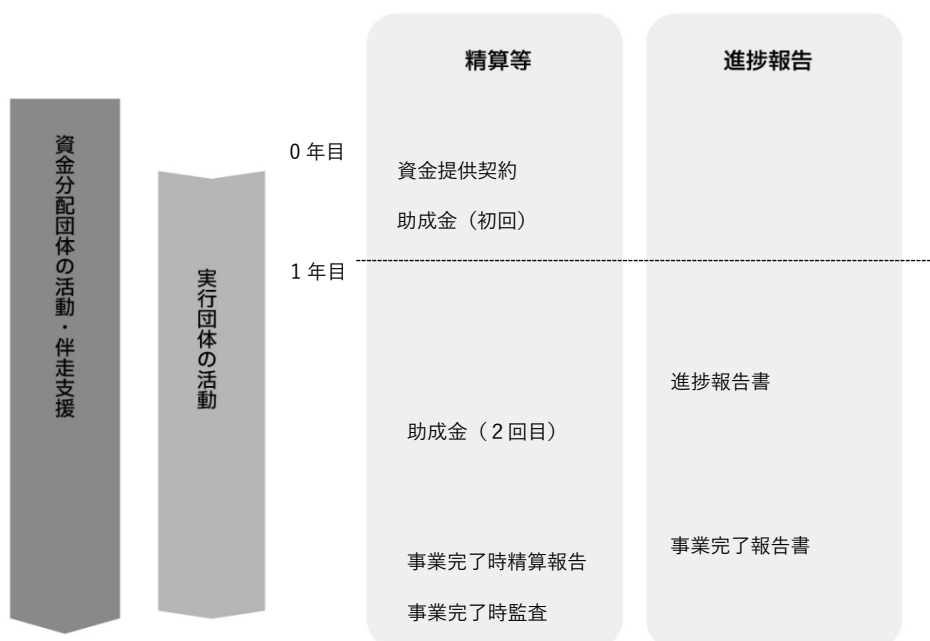 精算等
進捗報告
資金分配団体の活動・伴走支援
実行団体の活動
0 年目
資金提供契約
助成金（初回）
1 年目
進捗報告書
助成金（２回目）
事業完了報告書
事業完了時精算報告
事業完了時監査